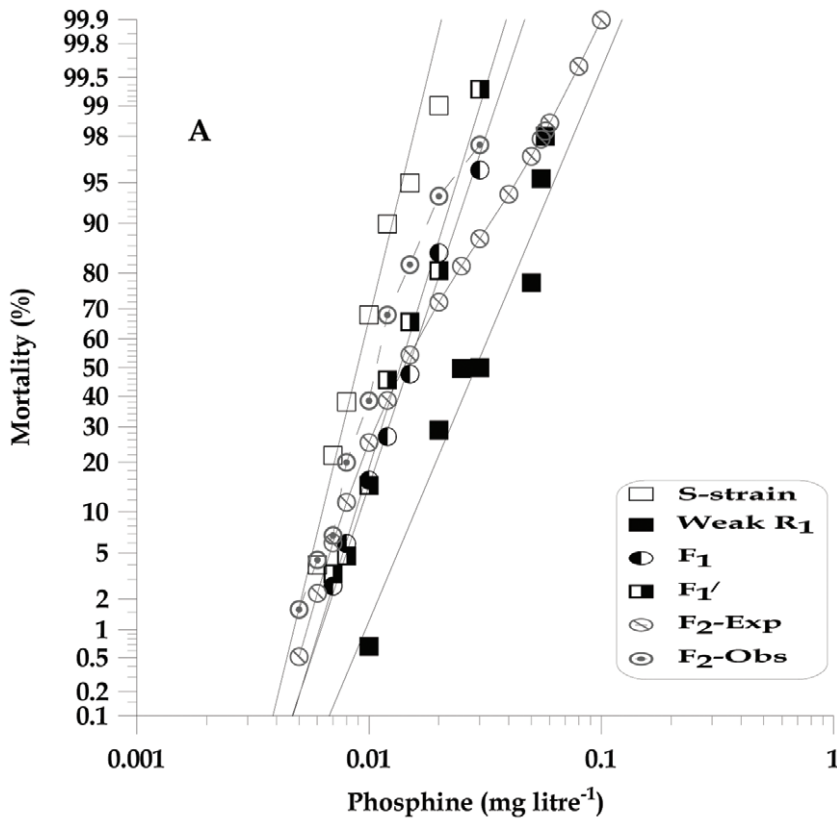 99.9
99.8
99.5
99
98
95
90
80
70
60
50
40
30
20
10
5
2
1
0.5
0.2
0.1
Mortality (%)
A
S-strain
Weak R1
F1
F1′
F2-Exp
F2-Obs
0.001
0.01
0.1
1
Phosphine (mg litre-1)